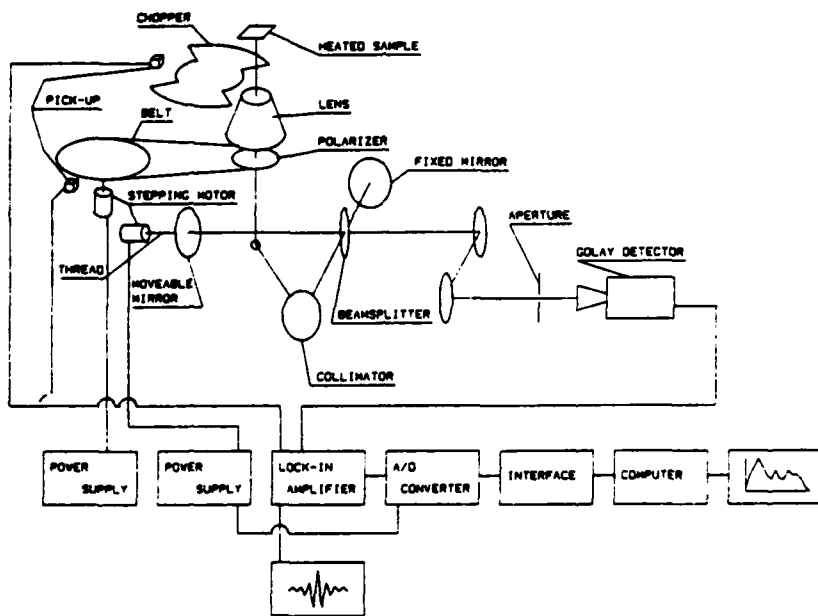 CHOPPER
HEATED SAMPLE
PICK-UP
BELT
LENS
POLARIZER
FIXED MIRROR
STEPPING MOTOR
APERTURE
GOLAY DETECTOR
THREAD
MOVEABLE
MIRROR
BEAMSPLITTER
COLLIMATOR
POWER
SUPPLY
POWER
SUPPLY
LOCK-IN
AMPLIFIER
A/D
CONVERTER
INTERFACE
COMPUTER